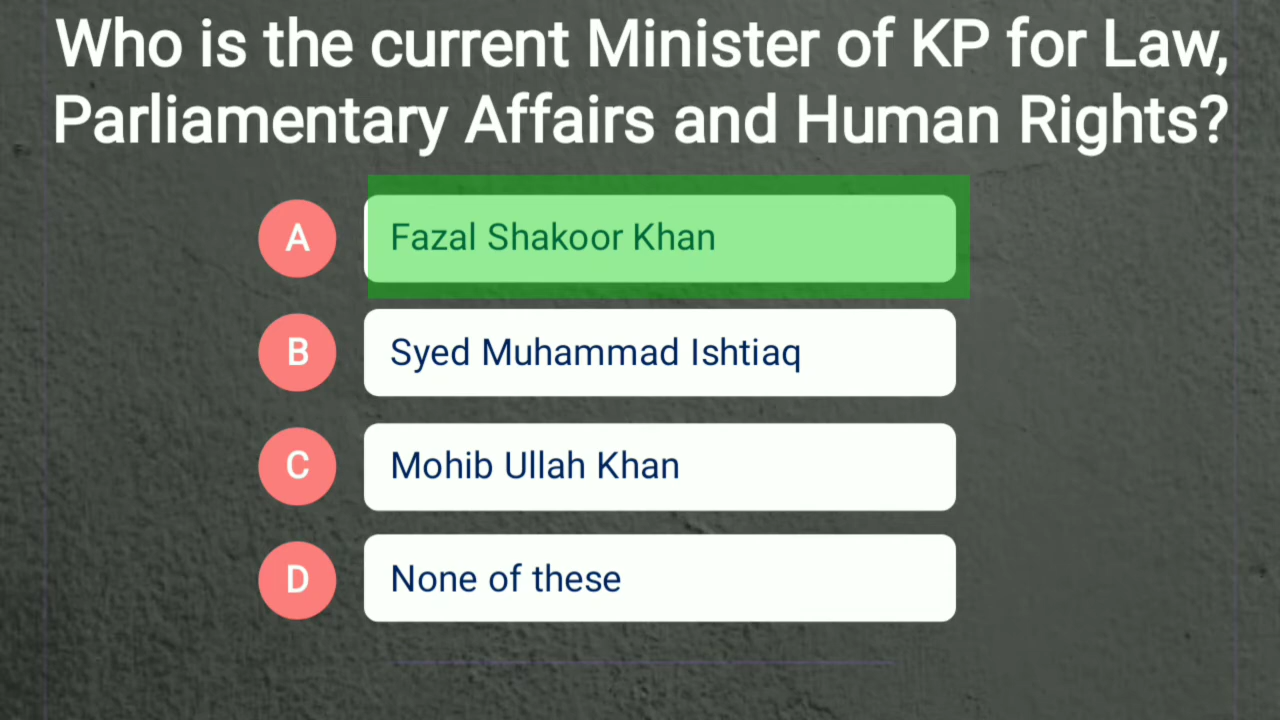 Who is the current Minister of KP for Law,
Parliamentary Affairs and Human Rights?
A Fazal Shakoor Khan
B Syed Muhammad Ishtiaq
C Mohib Ullah Khan
D None of these